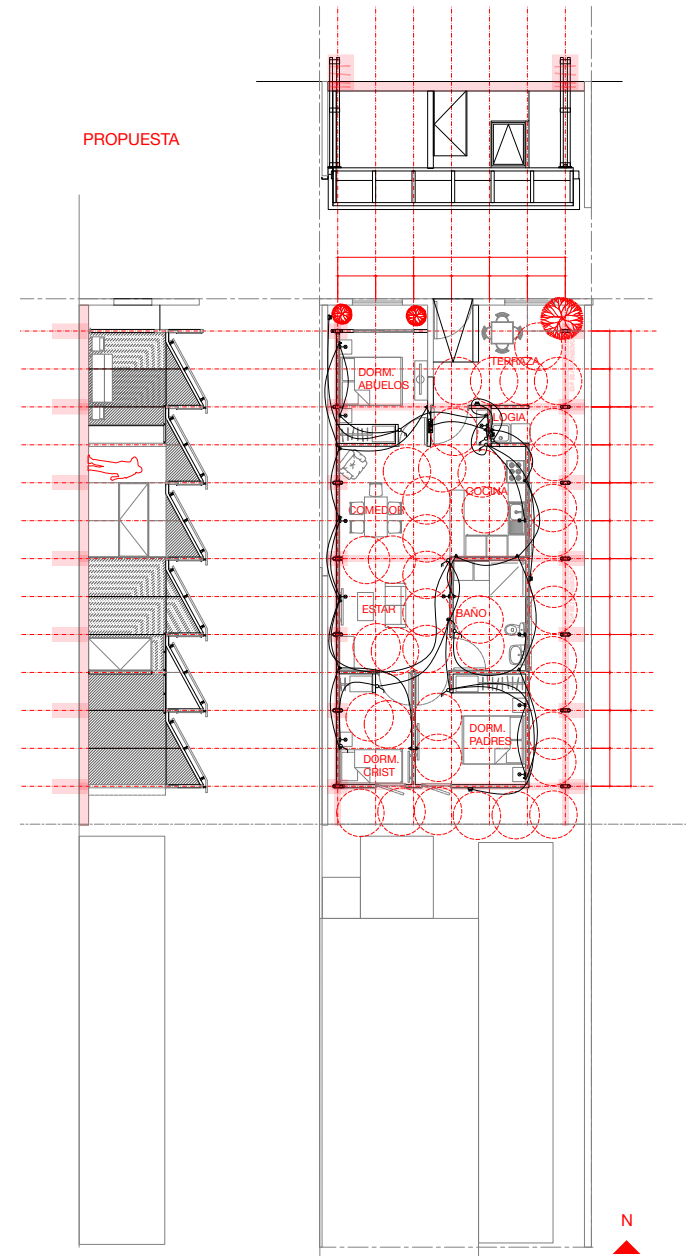 PROPUESTA
TERRAZA
DORM.
ABUELOS
LOGIA
COCINA
COMEDOR
ESTAR
BAÑO
DORM.
PADRES
DORM.
CRIST
N